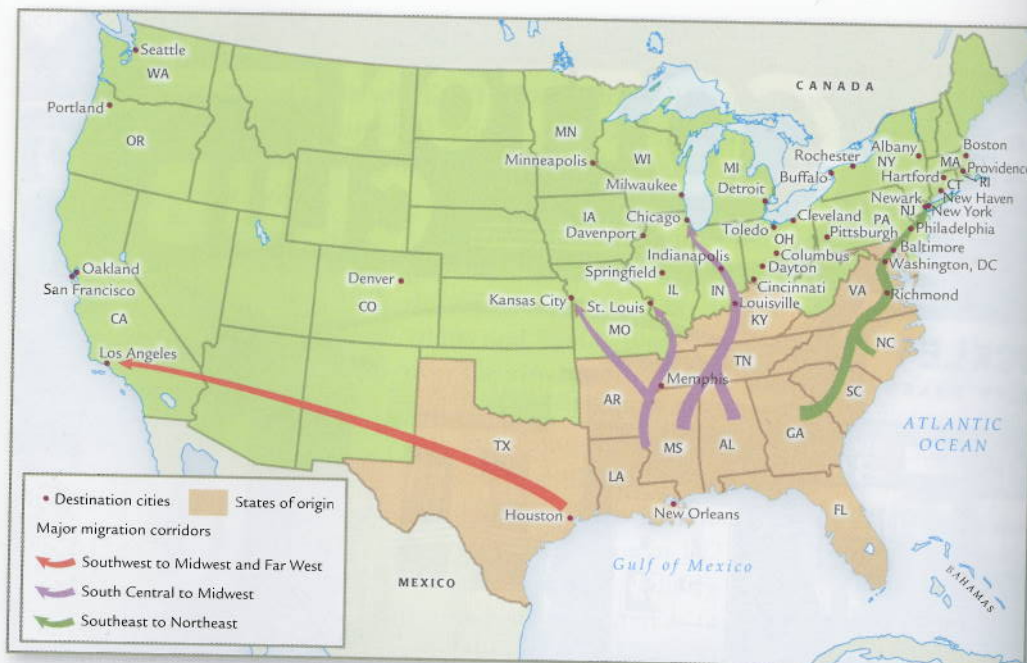 Seattle
WA
Portland
OR
CANADA
MN
Minneapolis
WI
Milwaukee
MI
Detroit
Rochester
Buffalo
Albany
NY
Boston
MA
Providence
Hartford
RI
CT
New Haven
Newark
NJ
New York
PA
Philadelphia
Pittsburgh
Baltimore
Washington, DC
IA
Davenport
Chicago
Toledo
Cleveland
OH
Columbus
Dayton
Cincinnati
Indianapolis
IN
Springfield
IL
Louisville
KY
VA
Richmond
Oakland
San Francisco
CA
Denver
CO
Kansas City
St. Louis
MO
Los Angeles
TN
NC
Memphis
AR
SC
MS
AL
GA
ATLANTIC
OCEAN
TX
LA
Houston
New Orleans
FL
Gulf of Mexico
MEXICO
BAHAMAS
Destination cities
States of origin
Major migration corridors
Southwest to Midwest and Far West
South Central to Midwest
Southeast to Northeast